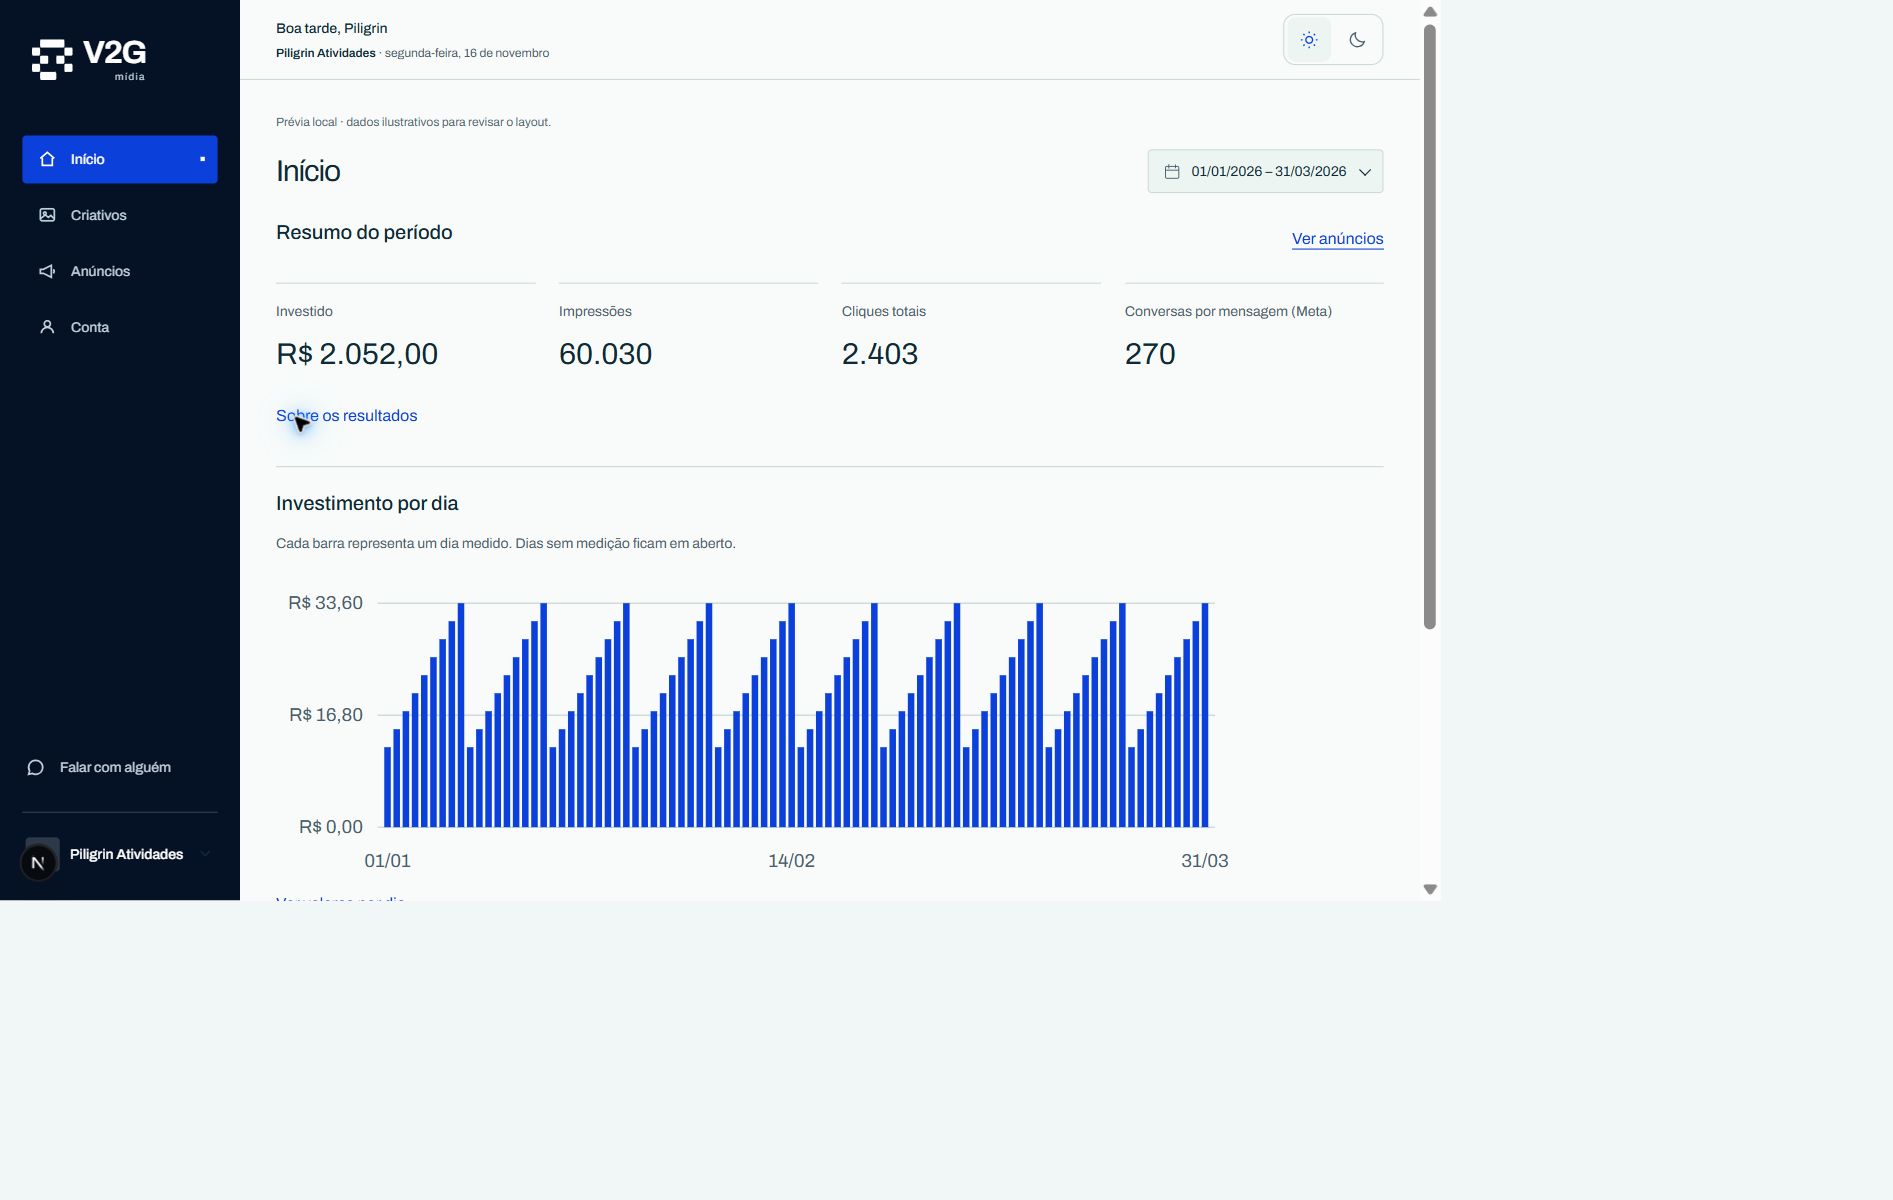 V2G
mídia
Início
Criativos
Anúncios
Conta
Falar com alguém
N
Piligrin Atividades
Boa tarde, Piligrin
Piligrin Atividades · segunda-feira, 16 de novembro
Prévia local · dados ilustrativos para revisar o layout.
Início
01/01/2026 – 31/03/2026
Resumo do período
Ver anúncios
Investido
R$ 2.052,00
Impressões
60.030
Cliques totais
2.403
Conversas por mensagem (Meta)
270
Sobre os resultados
Investimento por dia
Cada barra representa um dia medido. Dias sem medição ficam em aberto.
R$ 33,60
R$ 16,80
R$ 0,00
01/01 14/02 31/03